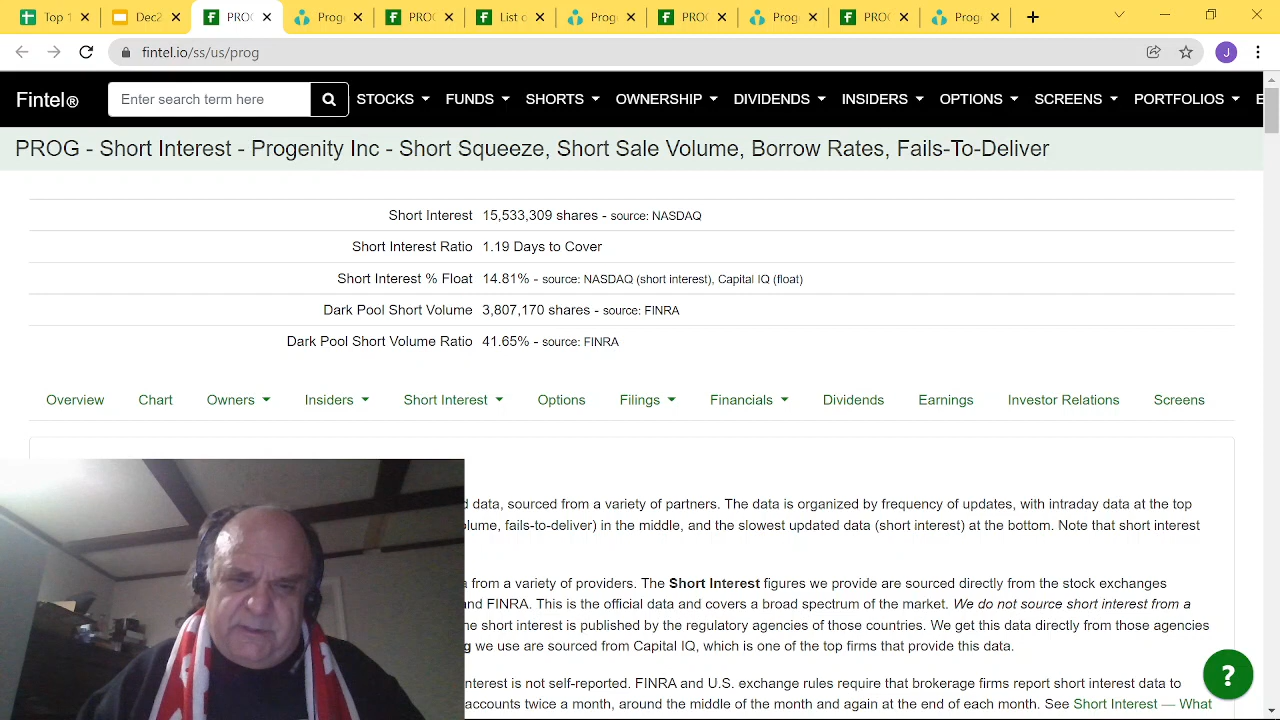 Top 1
Dec2
PRO
Prog
PRO
List o
Prog
PRO
Prog
PRO
Prog
fintel.io/ss/us/prog
J
Fintel®
Enter search term here
STOCKS FUNDS SHORTS OWNERSHIP DIVIDENDS INSIDERS OPTIONS SCREENS PORTFOLIOS E
PROG - Short Interest - Progenity Inc - Short Squeeze, Short Sale Volume, Borrow Rates, Fails-To-Deliver
Short Interest 15,533,309 shares - source: NASDAQ
Short Interest Ratio 1.19 Days to Cover
Short Interest % Float 14.81% - source: NASDAQ (short interest), Capital IQ (float)
Dark Pool Short Volume 3,807,170 shares - source: FINRA
Dark Pool Short Volume Ratio 41.65% - source: FINRA
Overview Chart Owners Insiders Short Interest Options Filings Financials Dividends Earnings Investor Relations Screens
d data, sourced from a variety of partners. The data is organized by frequency of updates, with intraday data at the top
olume, fails-to-deliver) in the middle, and the slowest updated data (short interest) at the bottom. Note that short interest
a from a variety of providers. The Short Interest figures we provide are sourced directly from the stock exchanges
nd FINRA. This is the official data and covers a broad spectrum of the market. We do not source short interest from a
ne short interest is published by the regulatory agencies of those countries. We get this data directly from those agencies
g we use are sourced from Capital IQ, which is one of the top firms that provide this data.
nterest is not self-reported. FINRA and U.S. exchange rules require that brokerage firms report short interest data to
accounts twice a month, around the middle of the month and again at the end of each month. See Short Interest — What
?